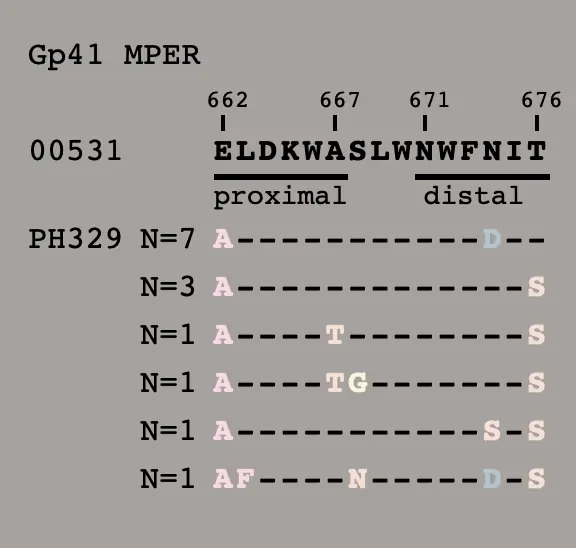 Gp41 MPER
662 667 671 676
00531 ELDKWASLWNWFNIT
proximal distal
PH329 N=7 A-----------D--
N=3 A-------------S
N=1 A----T--------S
N=1 A----TG-------S
N=1 A-----------S-S
N=1 AF----N-----D-S